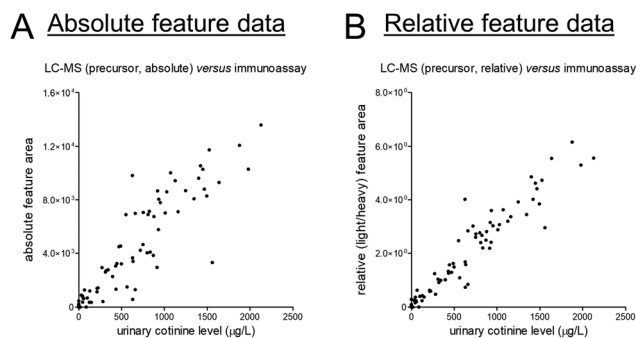 A Absolute feature data
LC-MS (precursor, absolute) versus immunoassay
absolute feature area
1.6×10⁴
1.2×10⁴
8.0×10³
4.0×10³
0
0 500 1000 1500 2000 2500
urinary cotinine level (µg/L)
B Relative feature data
LC-MS (precursor, relative) versus immunoassay
relative (light/heavy) feature area
8.0×10⁰
6.0×10⁰
4.0×10⁰
2.0×10⁰
0
0 500 1000 1500 2000 2500
urinary cotinine level (µg/L)